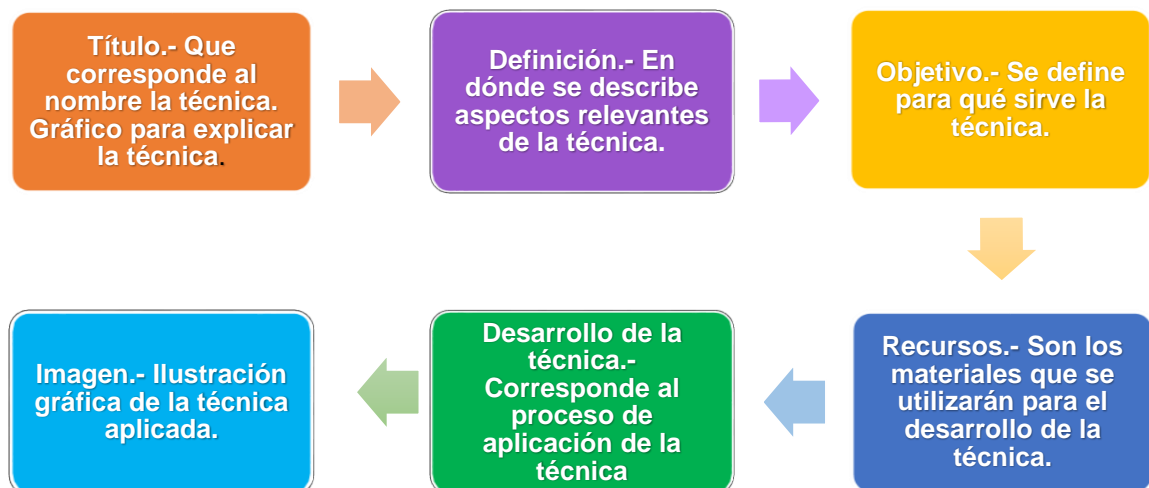 Título.- Que
corresponde al
nombre la técnica.
Gráfico para explicar
la técnica.
Definición.- En
dónde se describe
aspectos relevantes
de la técnica.
Objetivo.- Se define
para qué sirve la
técnica.
Recursos.- Son los
materiales que se
utilizarán para el
desarrollo de la
técnica.
Desarrollo de la
técnica.-
Corresponde al
proceso de
aplicación de la
técnica
Imagen.- Ilustración
gráfica de la técnica
aplicada.